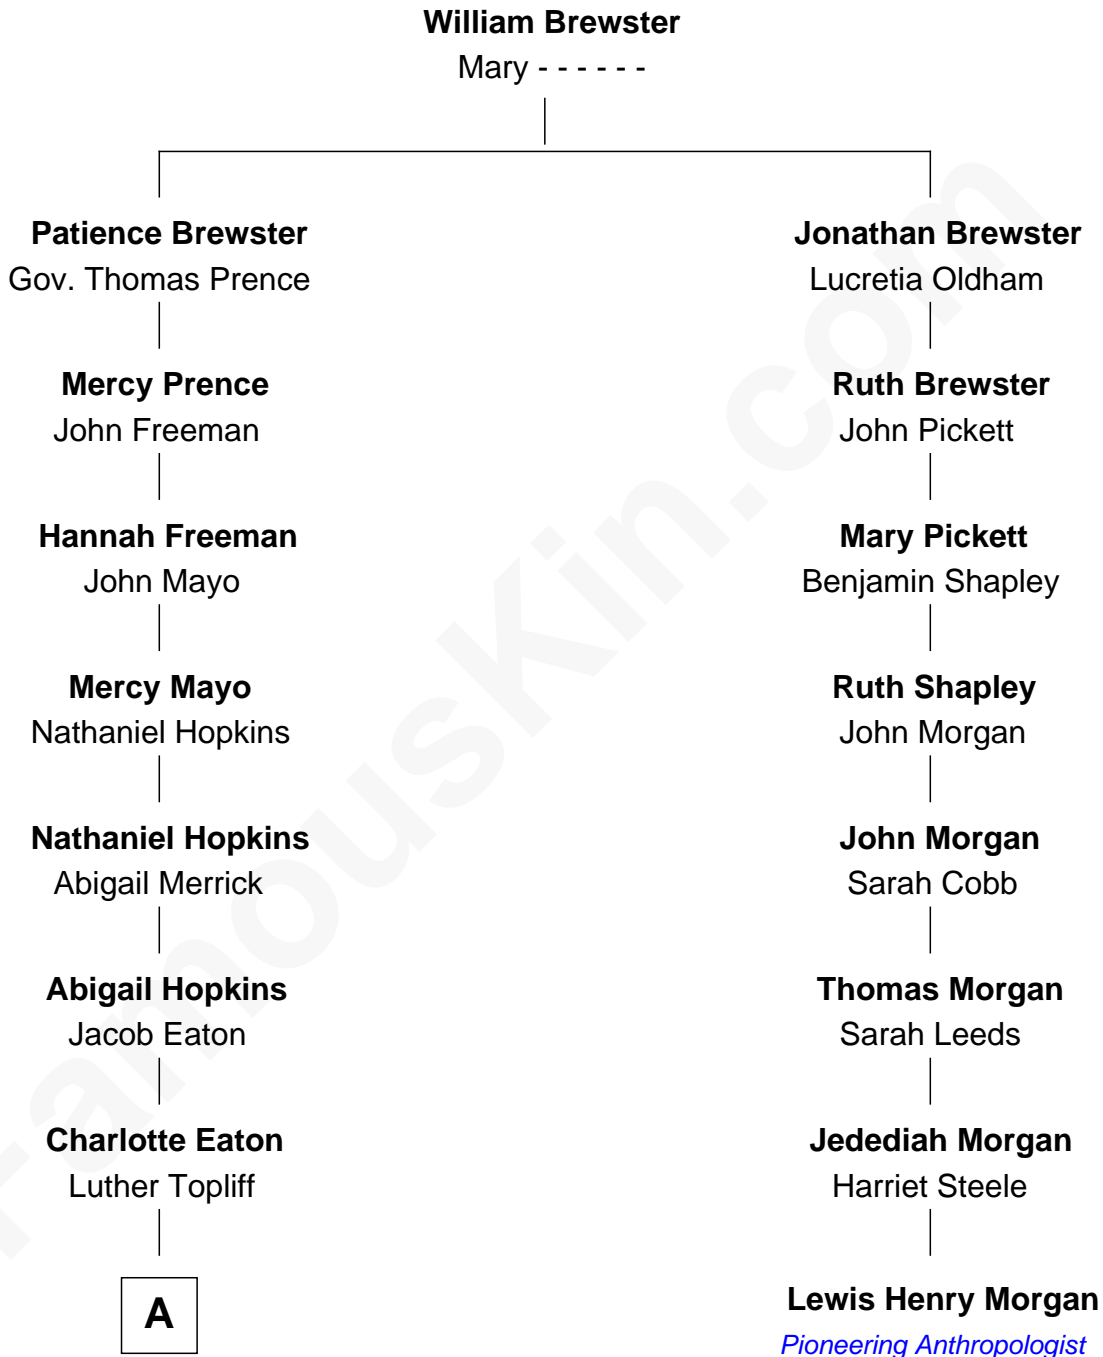 William Brewster
Mary - - - - - -
Patience Brewster
Gov. Thomas Prence
Jonathan Brewster
Lucretia Oldham
Mercy Prence
John Freeman
Ruth Brewster
John Pickett
Hannah Freeman
John Mayo
Mary Pickett
Benjamin Shapley
Mercy Mayo
Nathaniel Hopkins
Ruth Shapley
John Morgan
Nathaniel Hopkins
Abigail Merrick
John Morgan
Sarah Cobb
Abigail Hopkins
Jacob Eaton
Thomas Morgan
Sarah Leeds
Charlotte Eaton
Luther Topliff
Jedediah Morgan
Harriet Steele
A
Lewis Henry Morgan
Pioneering Anthropologist
FamousKin.com